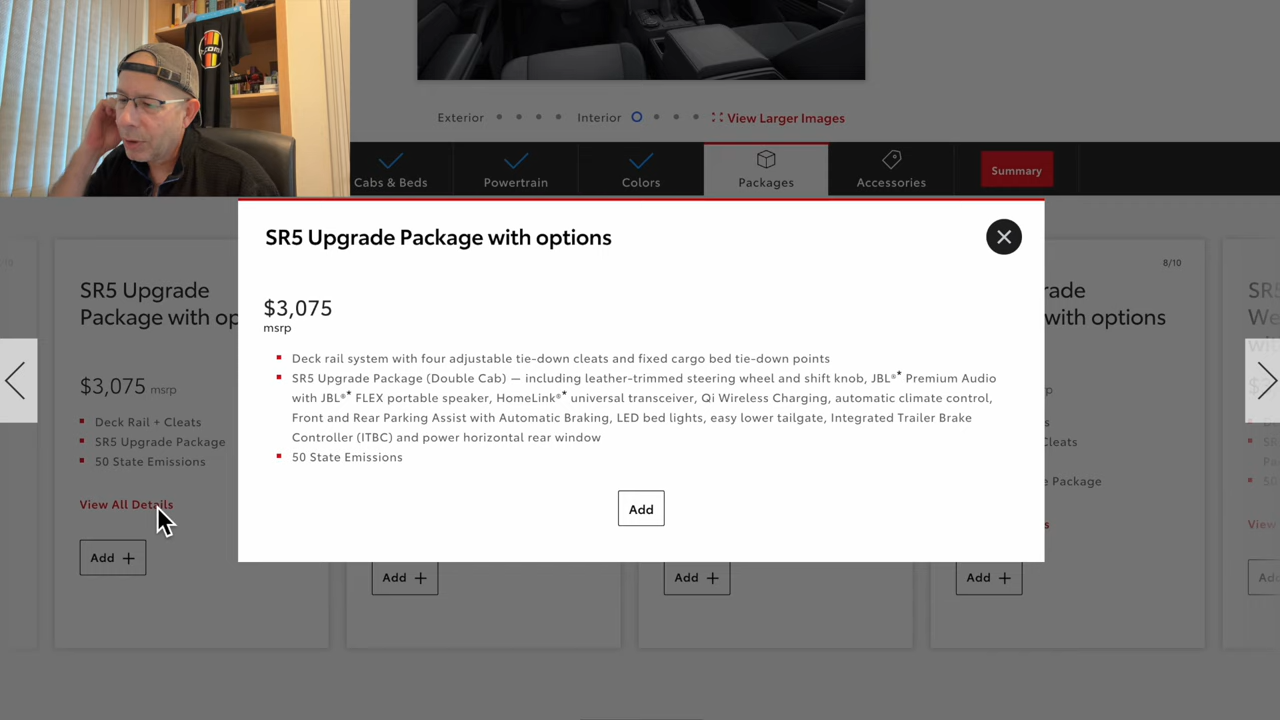 Exterior
Interior
View Larger Images
Cabs & Beds
Powertrain
Colors
Packages
Accessories
Summary
SR5 Upgrade Package with options
$3,075
msrp
Deck rail system with four adjustable tie-down cleats and fixed cargo bed tie-down points
SR5 Upgrade Package (Double Cab) — including leather-trimmed steering wheel and shift knob, JBL®* Premium Audio
with JBL®* FLEX portable speaker, HomeLink®* universal transceiver, Qi Wireless Charging, automatic climate control,
Front and Rear Parking Assist with Automatic Braking, LED bed lights, easy lower tailgate, Integrated Trailer Brake
Controller (ITBC) and power horizontal rear window
50 State Emissions
Add
/10
SR5 Upgrade
Package with op
$3,075 msrp
Deck Rail + Cleats
SR5 Upgrade Package
50 State Emissions
View All Details
Add +
Add +
Add +
8/10
rade
with options
Cleats
e Package
Add +
SR5
We
View
Add